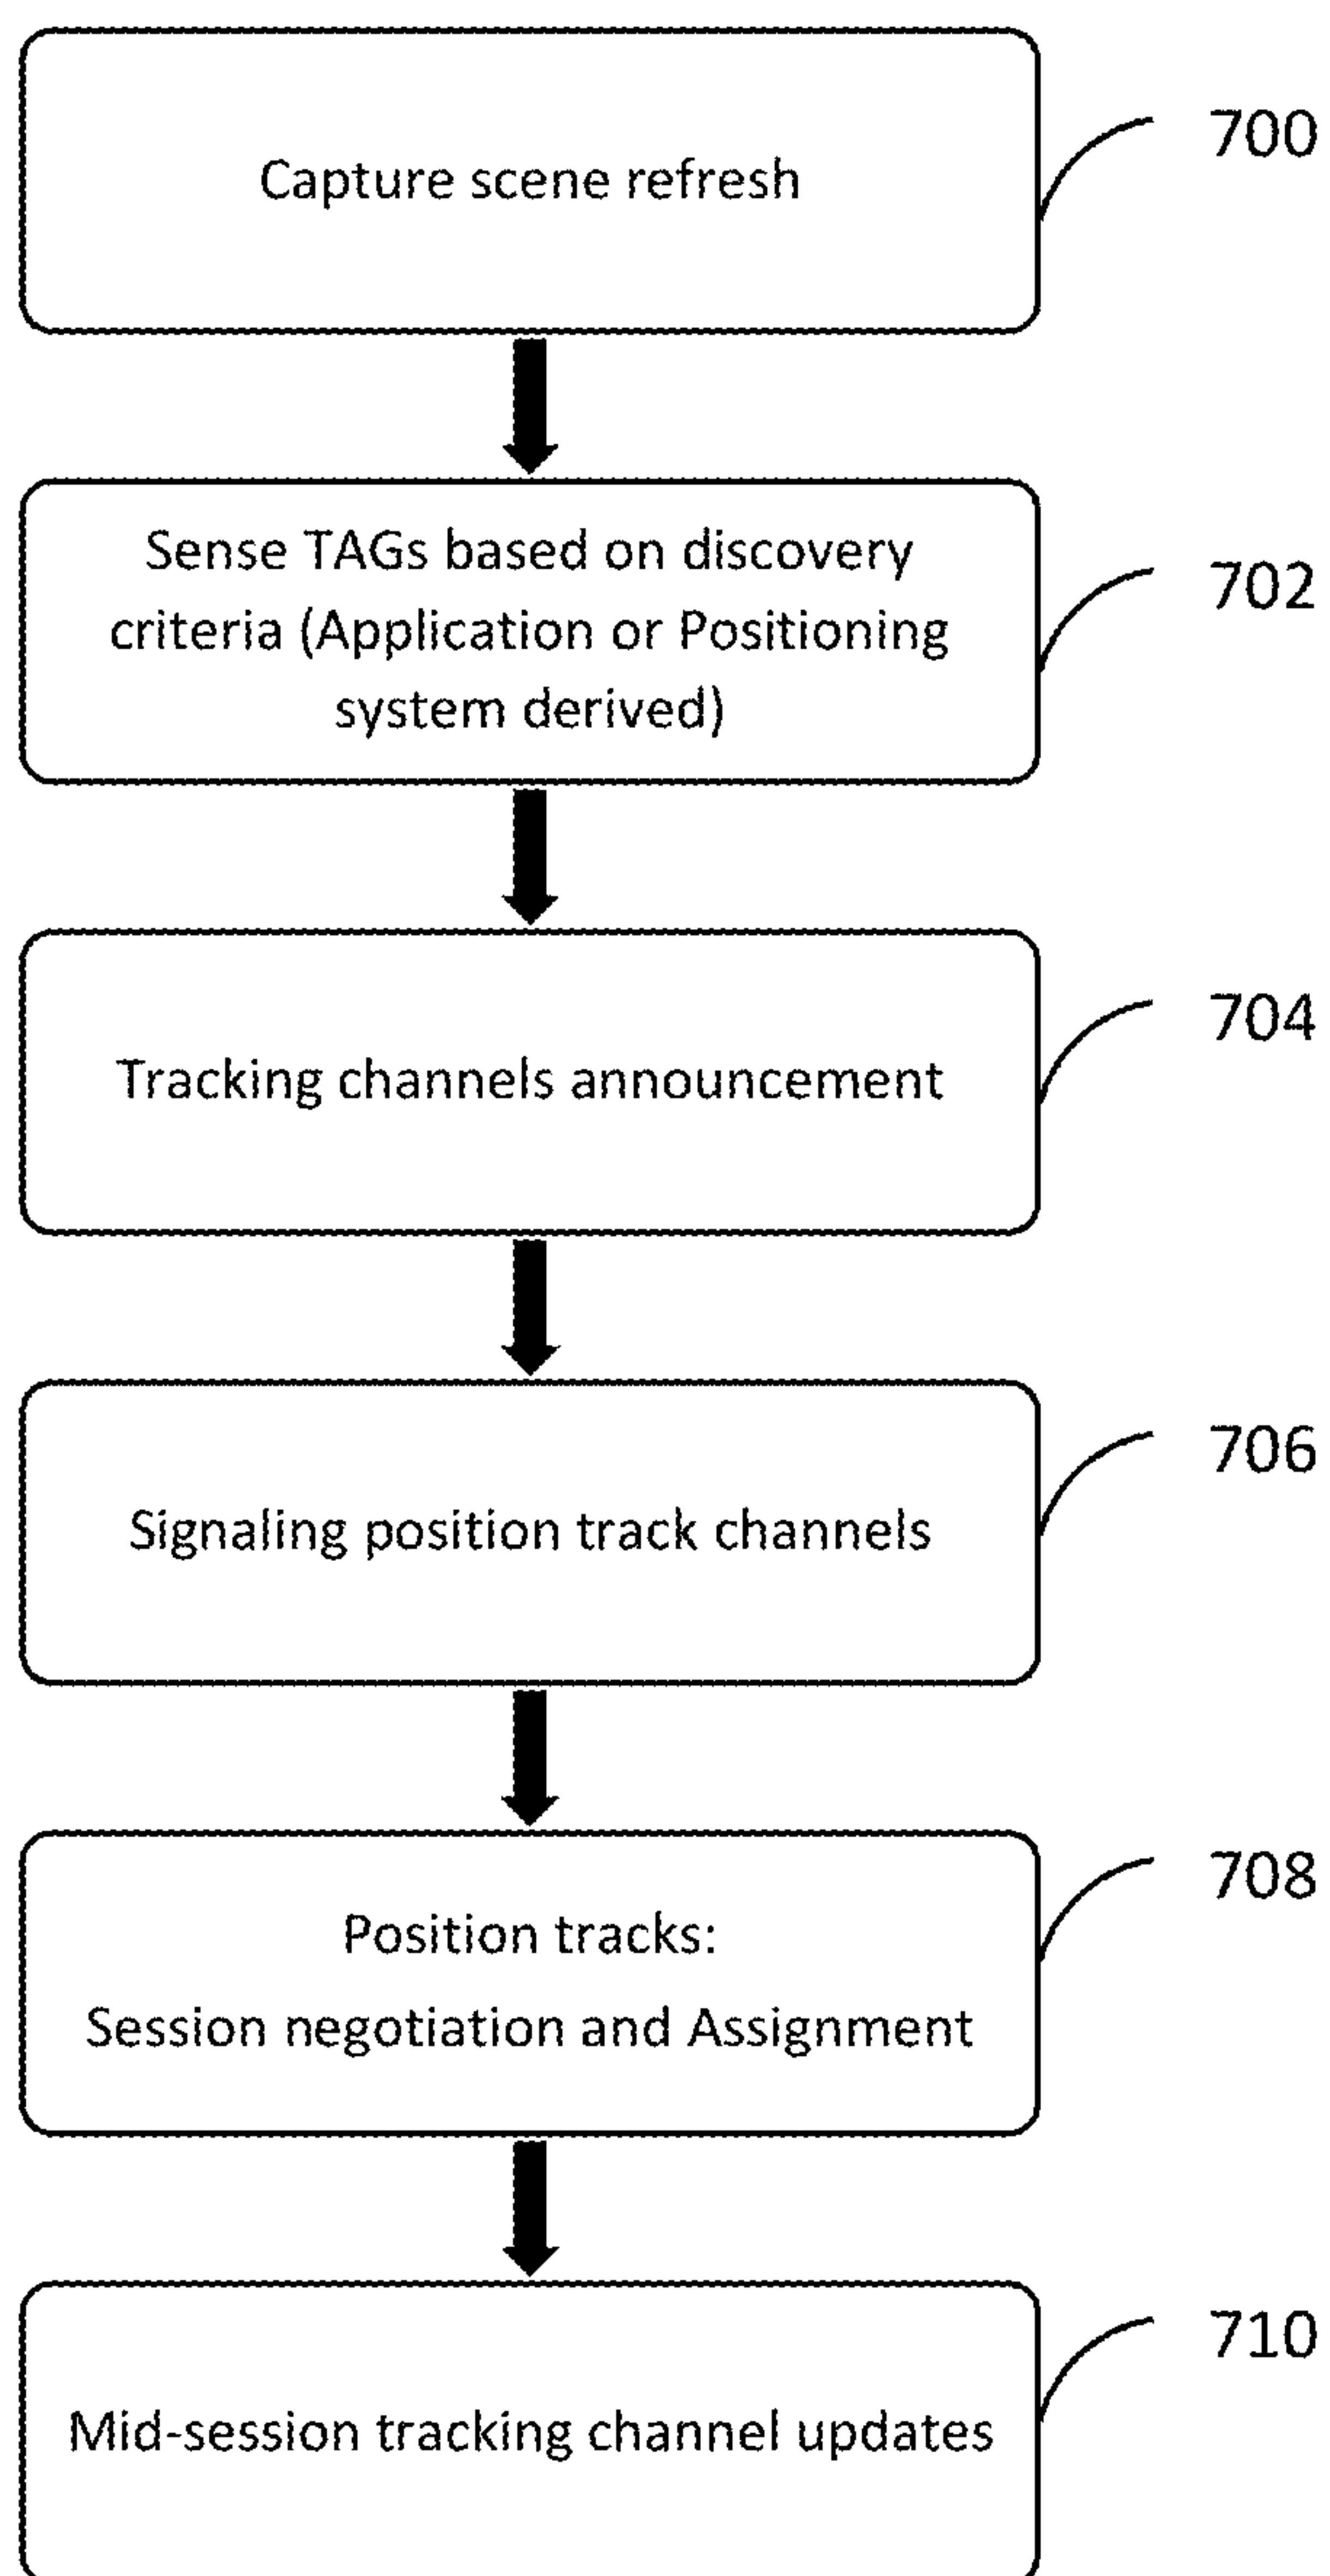 Capture scene refresh
700
Sense TAGs based on discovery
criteria (Application or Positioning
system derived)
702
Tracking channels announcement
704
Signaling position track channels
706
Position tracks:
Session negotiation and Assignment
708
Mid-session tracking channel updates
710